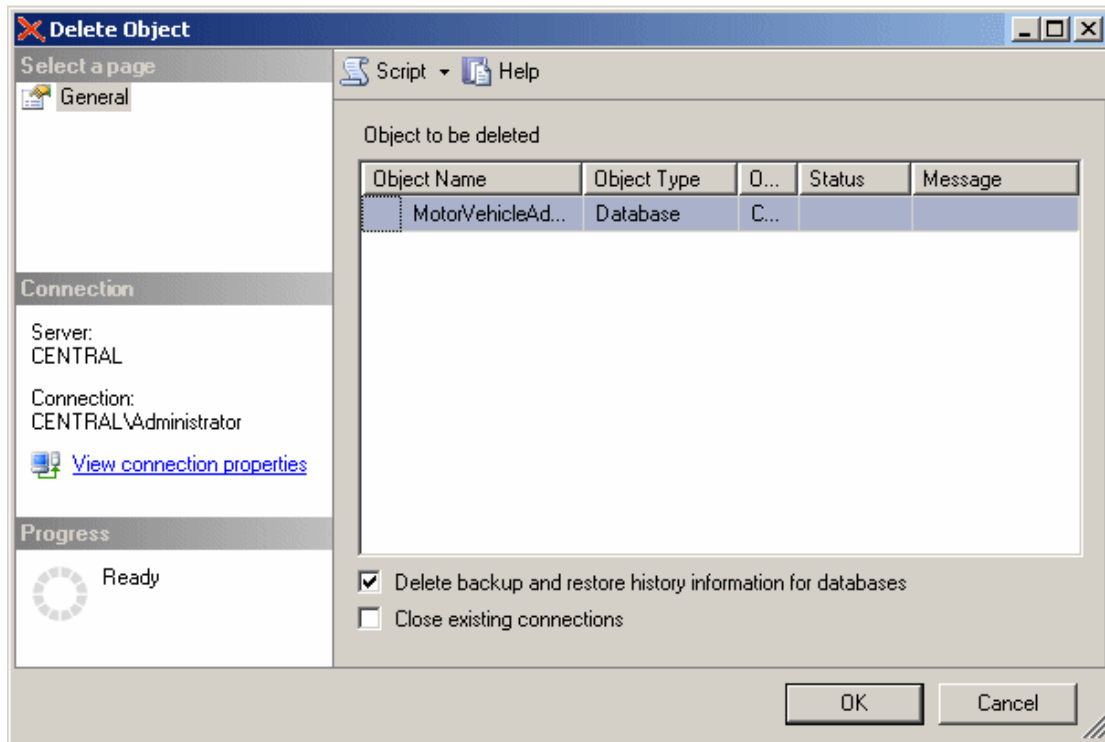 Delete Object
Select a page
General
Script Help
Object to be deleted
Object Name Object Type O... Status Message
MotorVehicleAd... Database C...
Connection
Server:
CENTRAL
Connection:
CENTRAL\Administrator
View connection properties
Progress
Ready
Delete backup and restore history information for databases
Close existing connections
OK Cancel